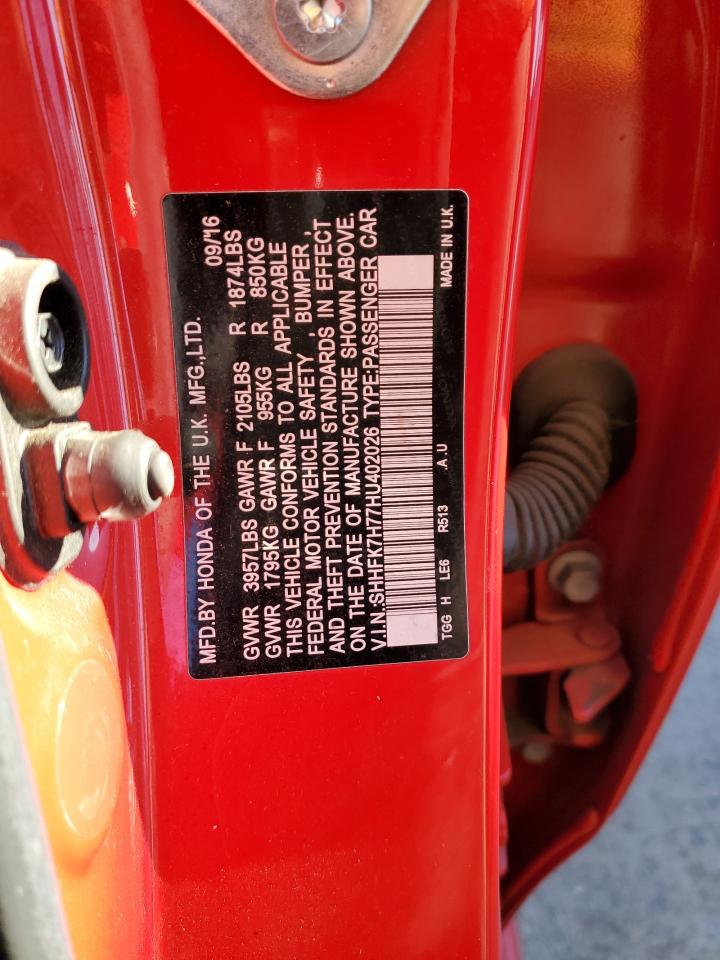 MFD.BY HONDA OF THE U.K. MFG.,LTD. 09/16
GVWR 3957LBS GAWR F 2105LBS R 1874LBS
GVWR 1795KG GAWR F 955KG R 850KG
THIS VEHICLE CONFORMS TO ALL APPLICABLE
FEDERAL MOTOR VEHICLE SAFETY , BUMPER ,
AND THEFT PREVENTION STANDARDS IN EFFECT
ON THE DATE OF MANUFACTURE SHOWN ABOVE.
V.I.N.:SHHFK7H77HU402026 TYPE:PASSENGER CAR
TGG H LE6 R513 .A .U MADE IN U.K.